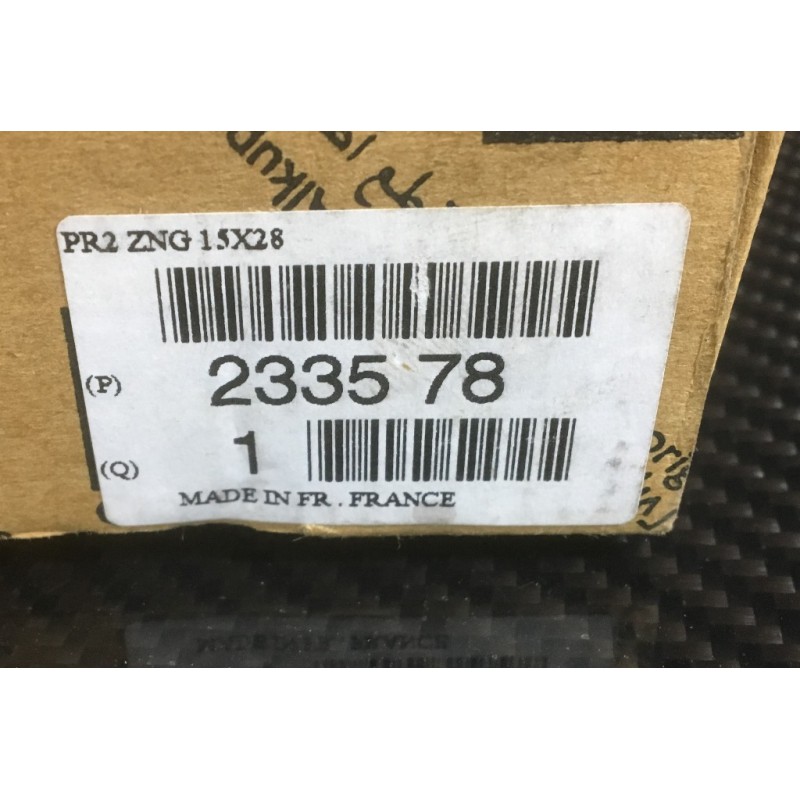 PR2 ZNG 15X28
(P) 2335 78
(Q) 1
MADE IN FR . FRANCE